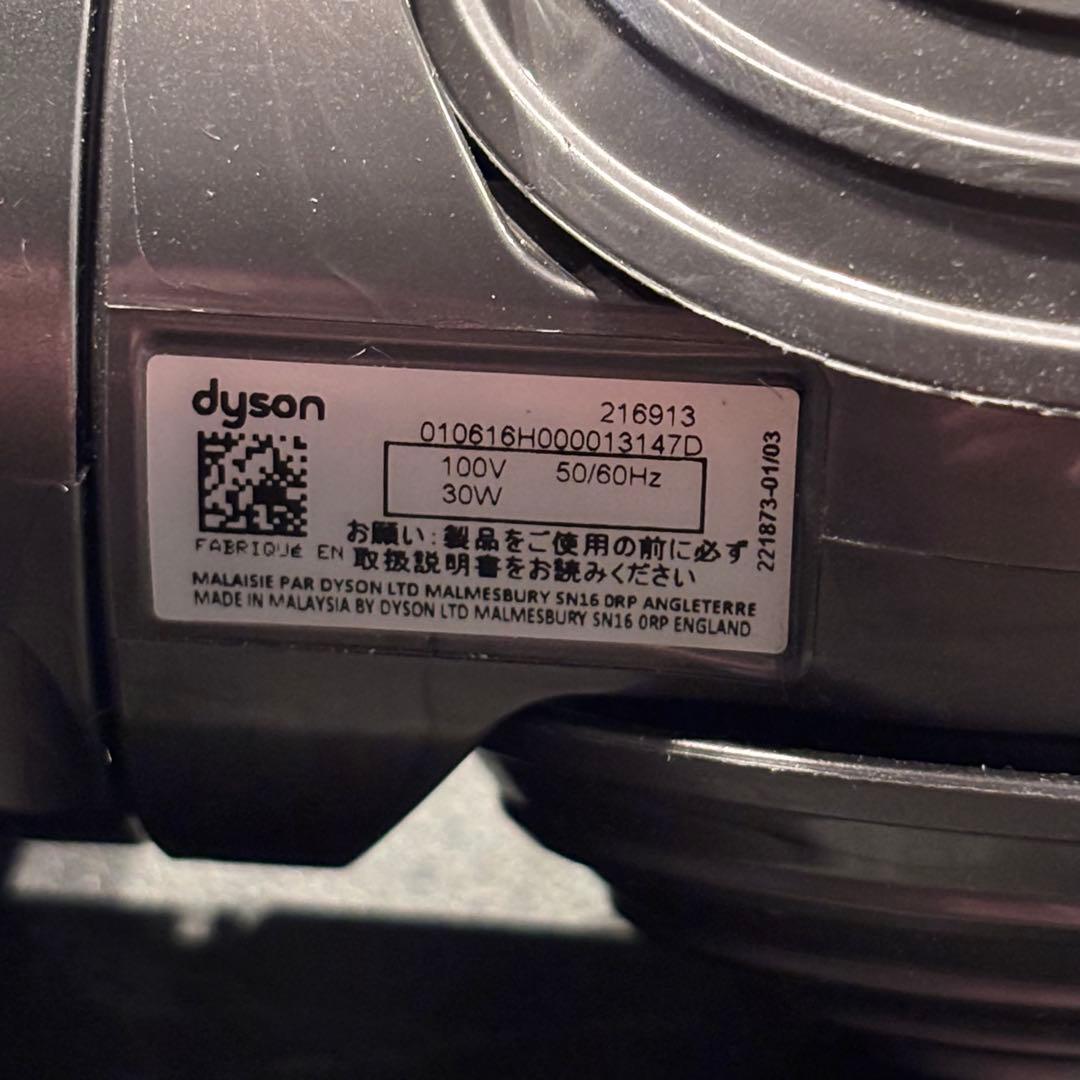 dyson
216913
010616H000013147D
100V 50/60Hz
30W
221873-01/03
お願い:製品をご使用の前に必ず
取扱説明書をお読みください
FABRIQUé EN
MALAISIE PAR DYSON LTD MALMESBURY SN16 0RP ANGLETERRE
MADE IN MALAYSIA BY DYSON LTD MALMESBURY SN16 0RP ENGLAND